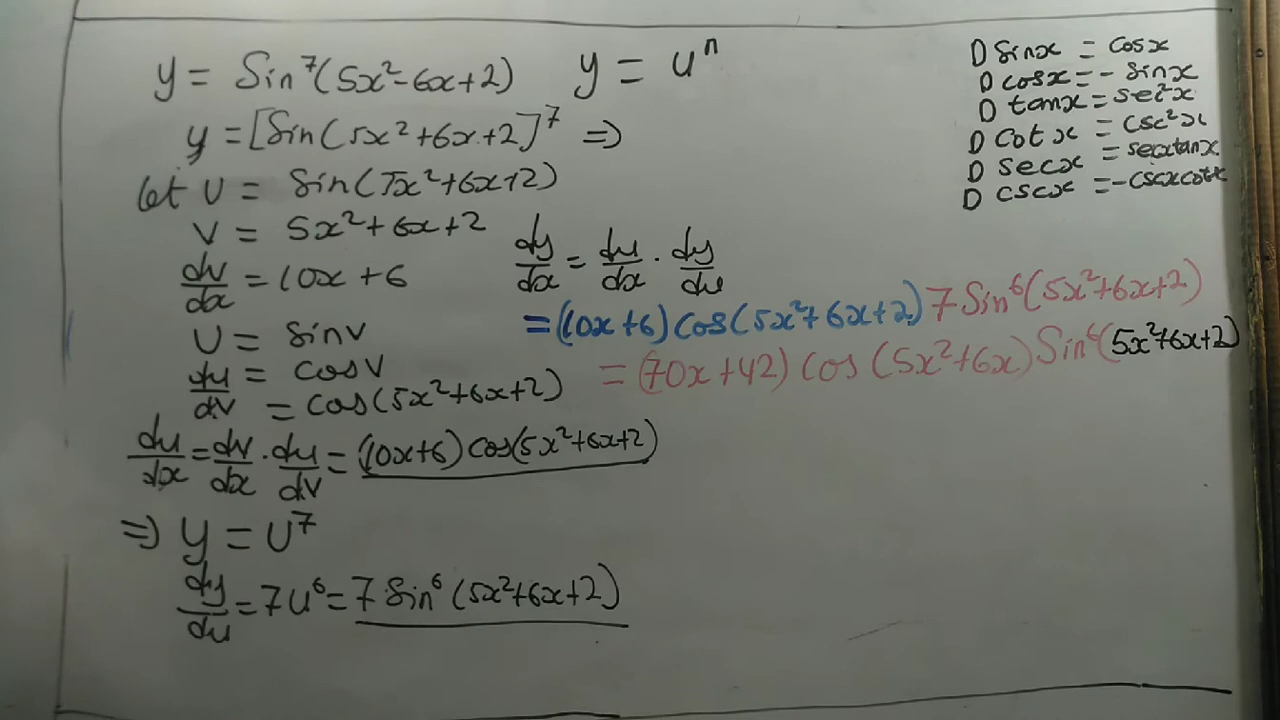 y = Sin⁷(5x²-6x+2)    y = uⁿ
y = [Sin(5x²+6x+2]⁷ ⇒
let U = Sin(7x²+6x+2)
V = 5x²+6x+2
dv/dx = 10x+6
U = sinv
du/dv = cosV
= cos(5x²+6x+2)
du/dx = dv/dx · du/dv = (10x+6) cos(5x²+6x+2)
⇒ y = U⁷
dy/du = 7u⁶ = 7 Sin⁶ (5x²+6x+2)
dy/dx = du/dx · dy/du
= (10x+6) cos(5x²+6x+2) 7 Sin⁶(5x²+6x+2)
= (70x+42) cos (5x²+6x) Sin⁶(5x²+6x+2)
D sinx = cosx
D cosx = - sinx
D tanx = sec²x
D cot x = csc²x
D secx = secxtanx
D cscx = -cscxcotx